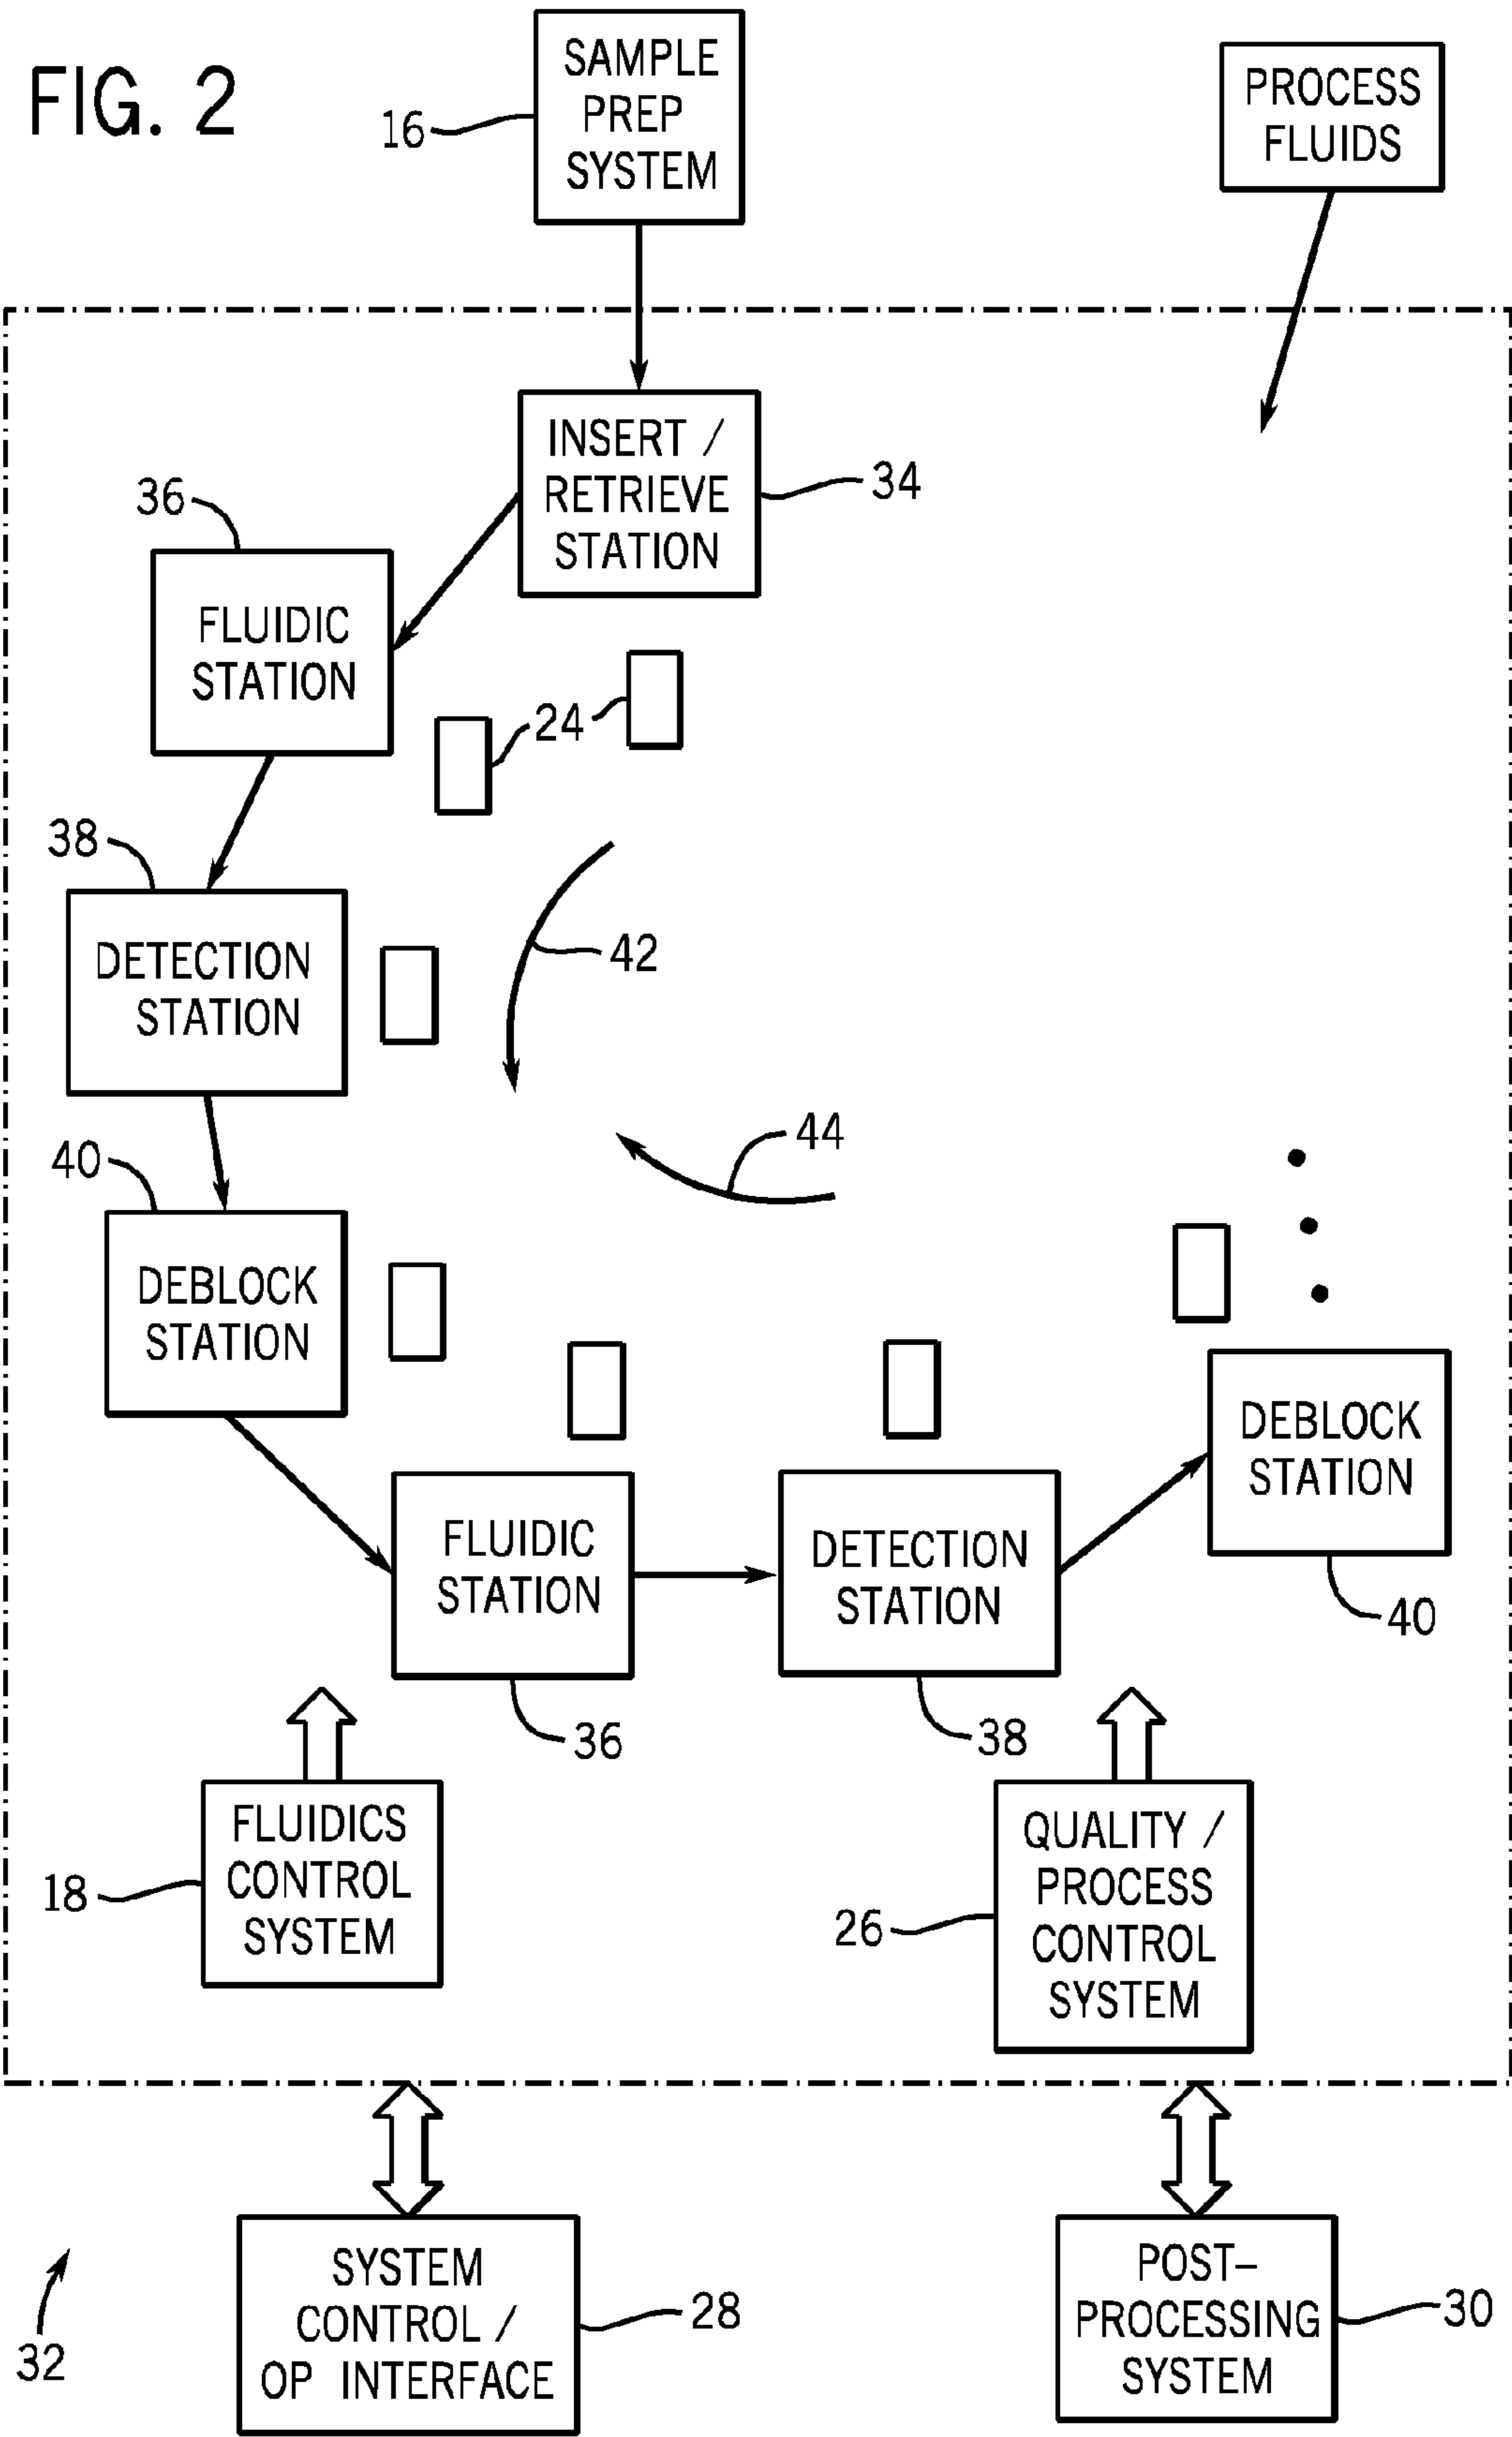 FIG. 2
SAMPLE
PREP
SYSTEM
16
PROCESS
FLUIDS
INSERT /
RETRIEVE
STATION
34
36
FLUIDIC
STATION
24
38
DETECTION
STATION
42
44
40
DEBLOCK
STATION
DEBLOCK
STATION
40
FLUIDIC
STATION
36
DETECTION
STATION
38
FLUIDICS
CONTROL
SYSTEM
18
QUALITY /
PROCESS
CONTROL
SYSTEM
26
SYSTEM
CONTROL /
OP INTERFACE
28
POST–
PROCESSING
SYSTEM
30
32